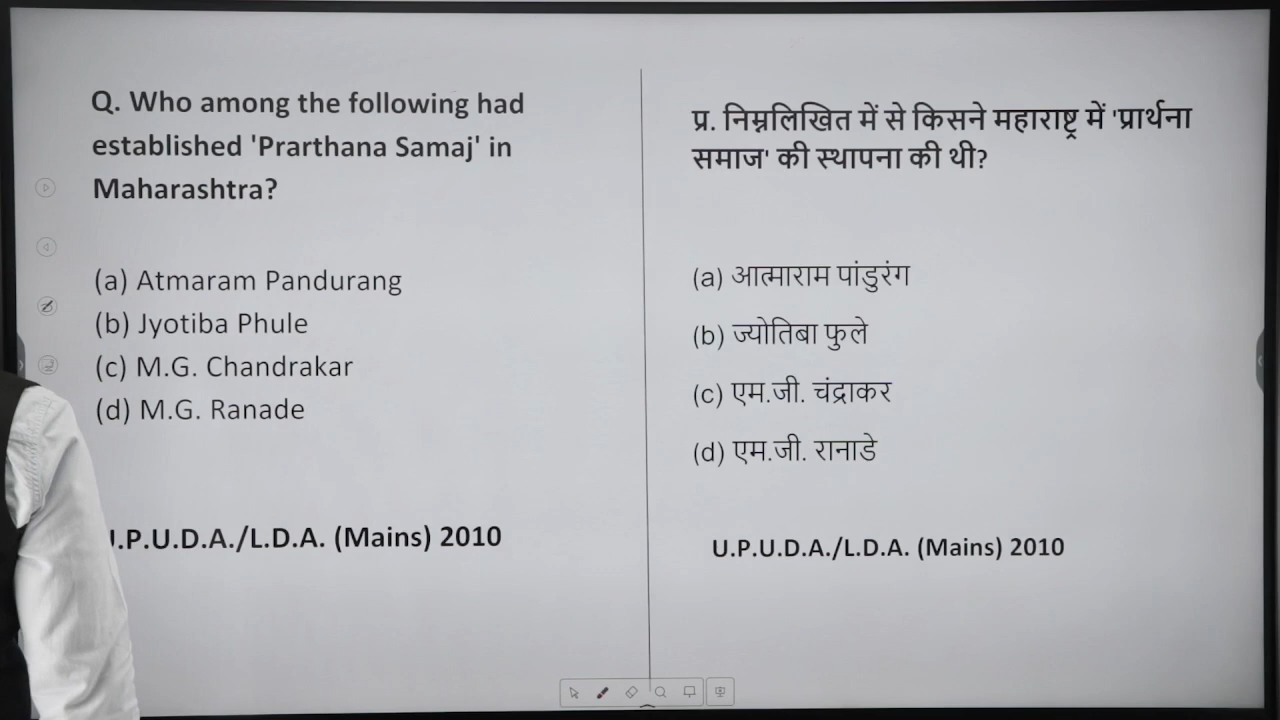 Q. Who among the following had
established 'Prarthana Samaj' in
Maharashtra?
(a) Atmaram Pandurang
(b) Jyotiba Phule
(c) M.G. Chandrakar
(d) M.G. Ranade
.P.U.D.A./L.D.A. (Mains) 2010
प्र. निम्नलिखित में से किसने महाराष्ट्र में 'प्रार्थना
समाज' की स्थापना की थी?
(a) आत्माराम पांडुरंग
(b) ज्योतिबा फुले
(c) एम.जी. चंद्राकर
(d) एम.जी. रानाडे
U.P.U.D.A./L.D.A. (Mains) 2010